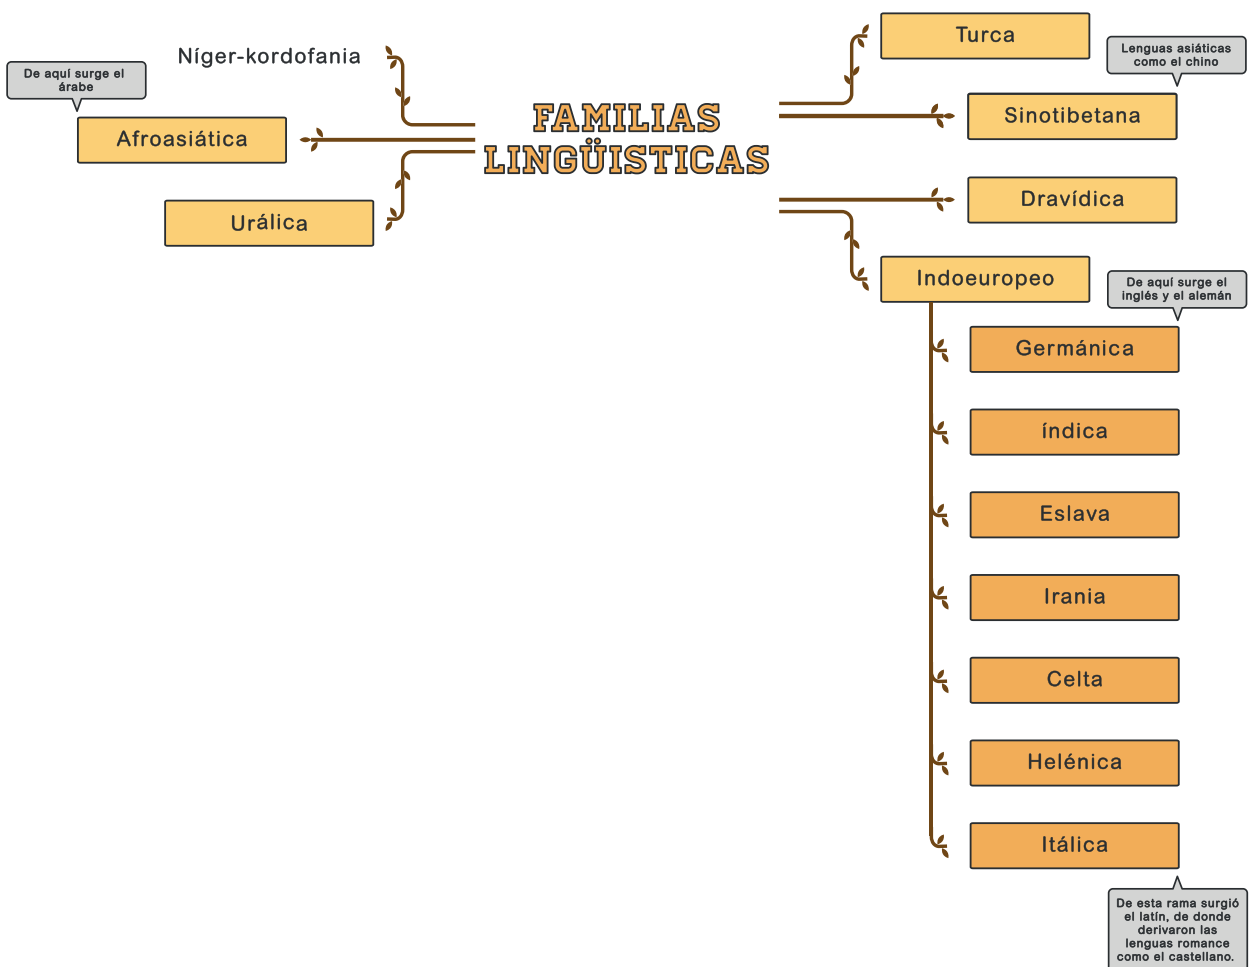 FAMILIAS
LINGÜISTICAS
Níger-kordofania
De aquí surge el
árabe
Afroasiática
Urálica
Turca
Lenguas asiáticas
como el chino
Sinotibetana
Dravídica
Indoeuropeo
De aquí surge el
inglés y el alemán
Germánica
índica
Eslava
Irania
Celta
Helénica
Itálica
De esta rama surgió
el latín, de donde
derivaron las
lenguas romance
como el castellano.